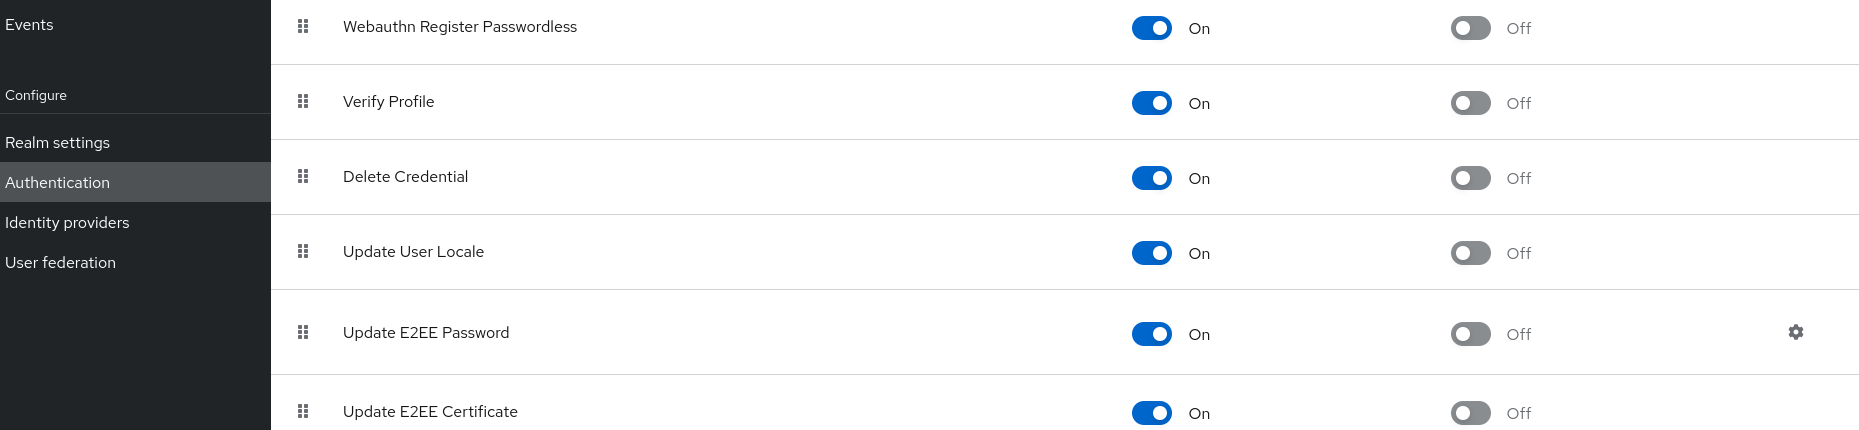 Events
Configure
Realm settings
Authentication
Identity providers
User federation
Webauthn Register Passwordless On Off
Verify Profile On Off
Delete Credential On Off
Update User Locale On Off
Update E2EE Password On Off
Update E2EE Certificate On Off